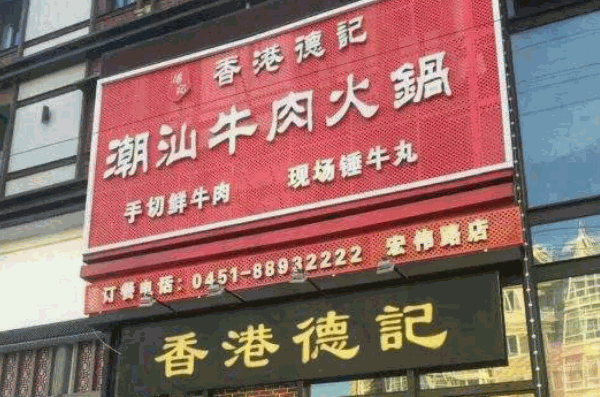 香港德記
潮汕牛肉火鍋
手切鲜牛肉 现场锤牛丸
订餐电话：0451-88932222 宏伟路店
香港德記